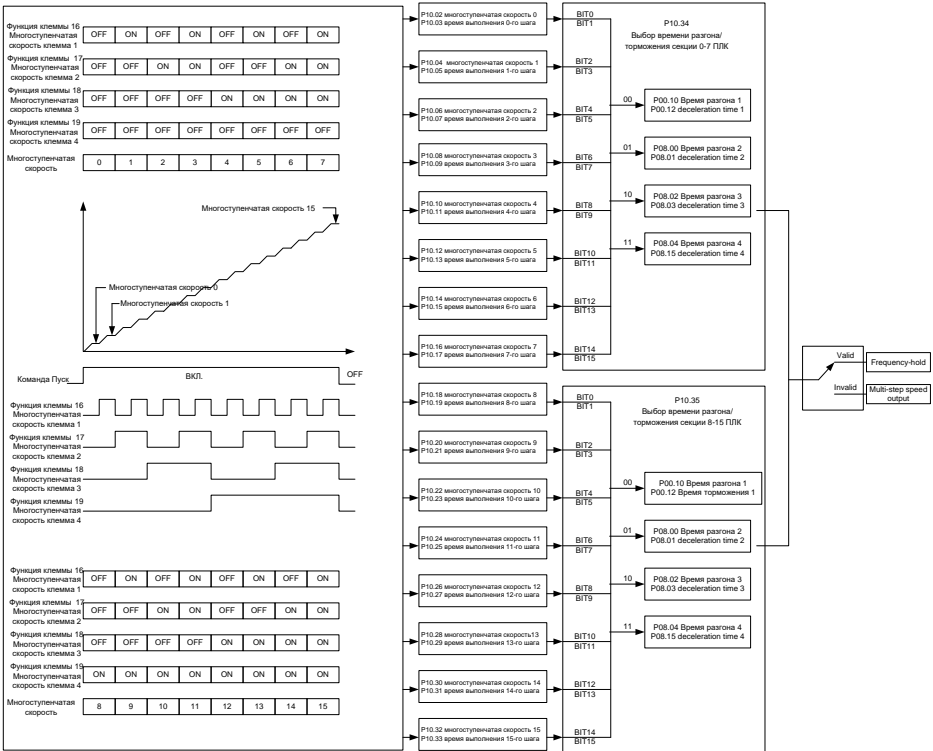 Функция клеммы 16
Многоступенчатая
скорость клемма 1
OFF ON OFF ON OFF ON OFF ON
Функция клеммы 17
Многоступенчатая
скорость клемма 2
OFF OFF ON ON OFF OFF ON ON
Функция клеммы 18
Многоступенчатая
скорость клемма 3
OFF OFF OFF OFF ON ON ON ON
Функция клеммы 19
Многоступенчатая
скорость клемма 4
OFF OFF OFF OFF OFF OFF OFF OFF
Многоступенчатая
скорость
0 1 2 3 4 5 6 7
Многоступенчатая скорость 15
Многоступенчатая скорость 0
Многоступенчатая скорость 1
Команда Пуск
ВКЛ.
OFF
Функция клеммы 16
Многоступенчатая
скорость клемма 1
Функция клеммы 17
Многоступенчатая
скорость клемма 2
Функция клеммы 18
Многоступенчатая
скорость клемма 3
Функция клеммы 19
Многоступенчатая
скорость клемма 4
Функция клеммы 16
Многоступенчатая
скорость клемма 1
OFF ON OFF ON OFF ON OFF ON
Функция клеммы 17
Многоступенчатая
скорость клемма 2
OFF OFF ON ON OFF OFF ON ON
Функция клеммы 18
Многоступенчатая
скорость клемма 3
OFF OFF OFF OFF ON ON ON ON
Функция клеммы 19
Многоступенчатая
скорость клемма 4
ON ON ON ON ON ON ON ON
Многоступенчатая
скорость
8 9 10 11 12 13 14 15
P10.02 многоступенчатая скорость 0
P10.03 время выполнения 0-го шага
P10.04 многоступенчатая скорость 1
P10.05 время выполнения 1-го шага
P10.06 многоступенчатая скорость 2
P10.07 время выполнения 2-го шага
P10.08 многоступенчатая скорость 3
P10.09 время выполнения 3-го шага
P10.10 многоступенчатая скорость 4
P10.11 время выполнения 4-го шага
P10.12 многоступенчатая скорость 5
P10.13 время выполнения 5-го шага
P10.14 многоступенчатая скорость 6
P10.15 время выполнения 6-го шага
P10.16 многоступенчатая скорость 7
P10.17 время выполнения 7-го шага
P10.18 многоступенчатая скорость 8
P10.19 время выполнения 8-го шага
P10.20 многоступенчатая скорость 9
P10.21 время выполнения 9-го шага
P10.22 многоступенчатая скорость 10
P10.23 время выполнения 10-го шага
P10.24 многоступенчатая скорость 11
P10.25 время выполнения 11-го шага
P10.26 многоступенчатая скорость 12
P10.27 время выполнения 12-го шага
P10.28 многоступенчатая скорость13
P10.29 время выполнения 13-го шага
P10.30 многоступенчатая скорость 14
P10.31 время выполнения 14-го шага
P10.32 многоступенчатая скорость 15
P10.33 время выполнения 15-го шага
P10.34
Выбор времени разгона/
торможения секции 0-7 ПЛК
BIT0
BIT1
BIT2
BIT3
BIT4
BIT5
BIT6
BIT7
BIT8
BIT9
BIT10
BIT11
BIT12
BIT13
BIT14
BIT15
00
P00.10 Время разгона 1
P00.12 deceleration time 1
01
P08.00 Время разгона 2
P08.01 deceleration time 2
10
P08.02 Время разгона 3
P08.03 deceleration time 3
11
P08.04 Время разгона 4
P08.15 deceleration time 4
P10.35
Выбор времени разгона/
торможения секции 8-15 ПЛК
BIT0
BIT1
BIT2
BIT3
BIT4
BIT5
BIT6
BIT7
BIT8
BIT9
BIT10
BIT11
BIT12
BIT13
BIT14
BIT15
00
P00.10 Время разгона 1
P00.12 Время торможения 1
01
P08.00 Время разгона 2
P08.01 deceleration time 2
10
P08.02 Время разгона 3
P08.03 deceleration time 3
11
P08.04 Время разгона 4
P08.15 deceleration time 4
Valid
Frequency-hold
Invalid
Multi-step speed
output